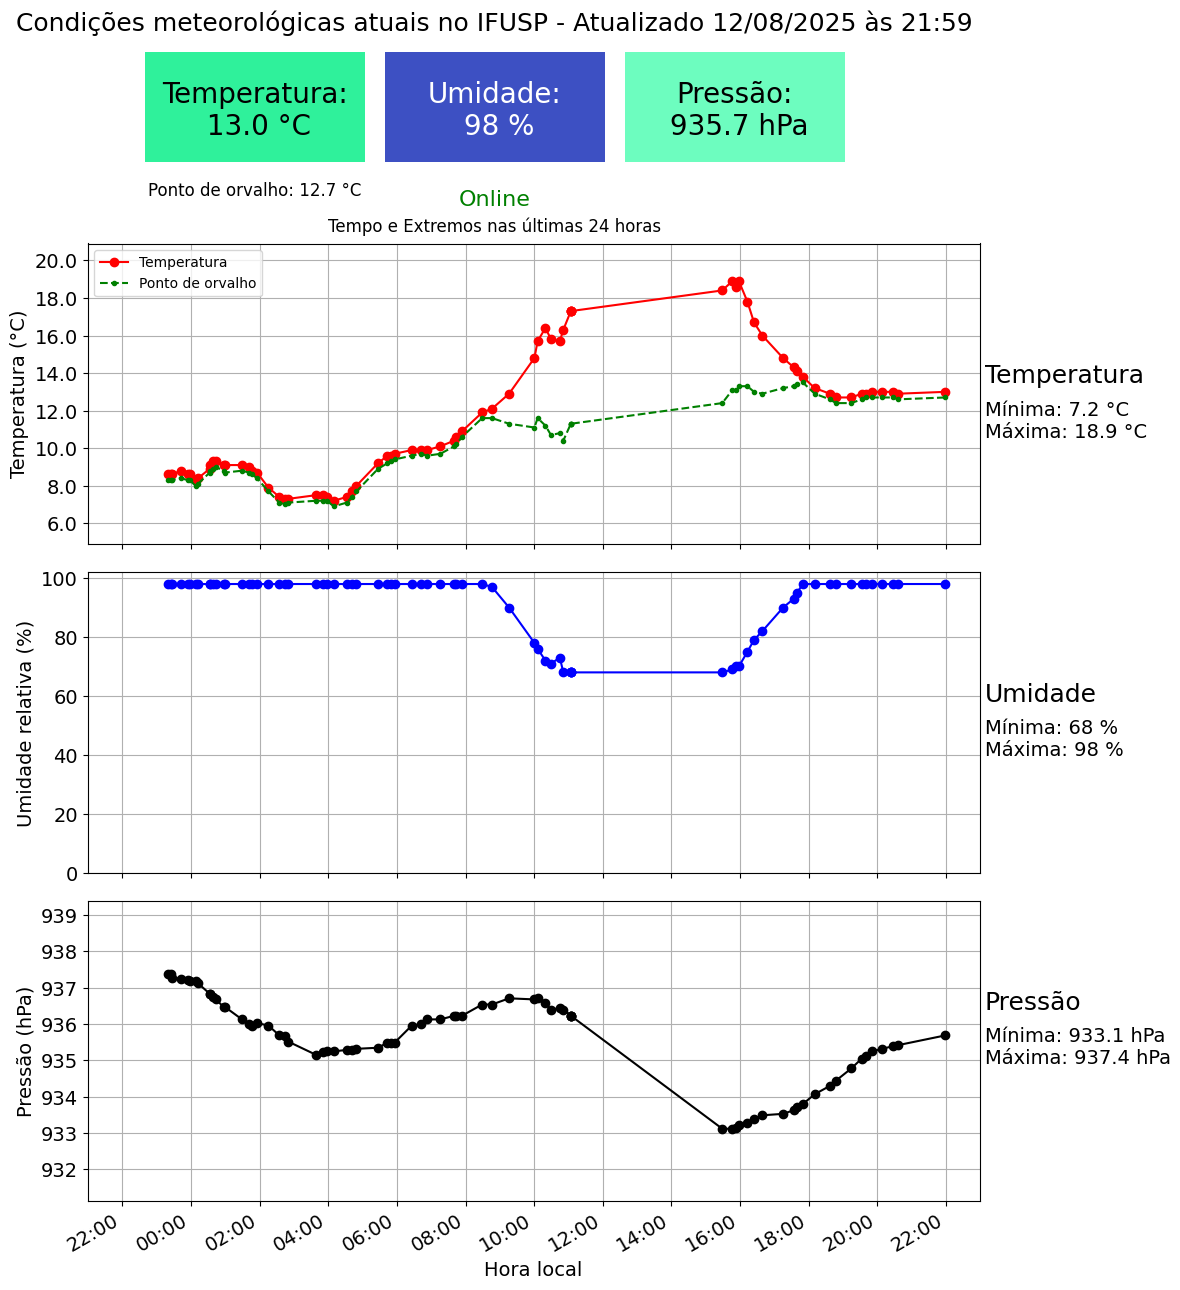 Condições meteorológicas atuais no IFUSP - Atualizado 12/08/2025 às 21:59
Temperatura:
13.0 °C
Umidade:
98 %
Pressão:
935.7 hPa
Ponto de orvalho: 12.7 °C
Online
Tempo e Extremos nas últimas 24 horas
Temperatura (°C)
20.0
18.0
16.0
14.0
12.0
10.0
8.0
6.0
Temperatura
Ponto de orvalho
Temperatura
Mínima: 7.2 °C
Máxima: 18.9 °C
Umidade relativa (%)
100
80
60
40
20
0
Umidade
Mínima: 68 %
Máxima: 98 %
Pressão (hPa)
939
938
937
936
935
934
933
932
Pressão
Mínima: 933.1 hPa
Máxima: 937.4 hPa
22:00
00:00
02:00
04:00
06:00
08:00
10:00
12:00
14:00
16:00
18:00
20:00
22:00
Hora local